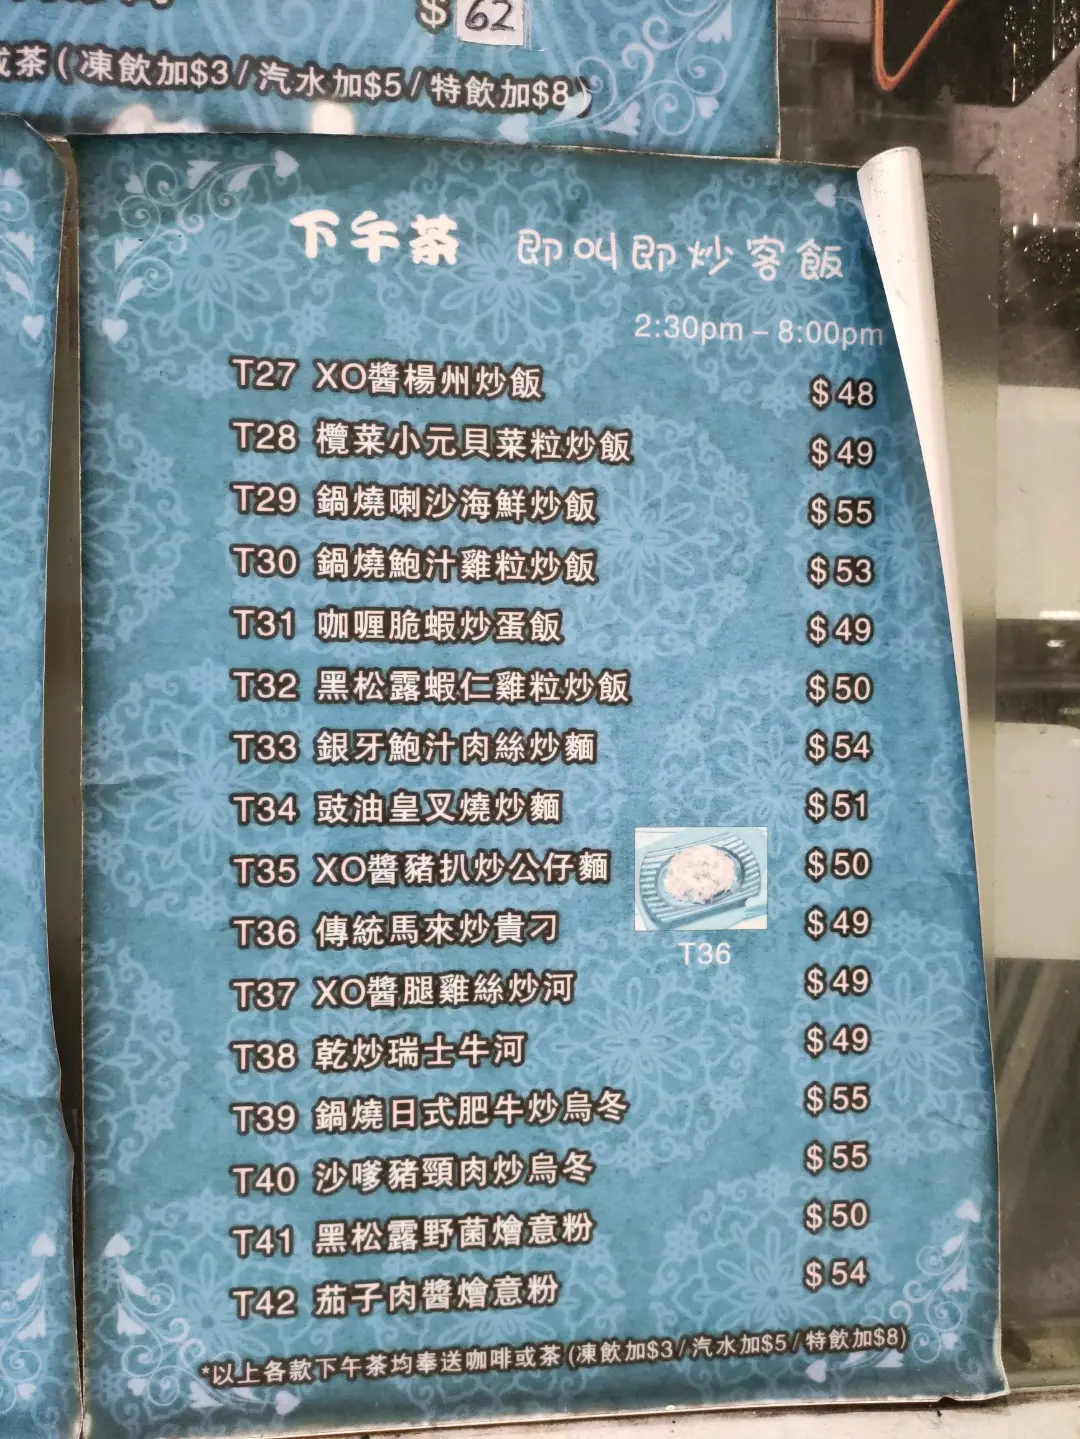 $ 62
茶 (凍飲加$3 / 汽水加$5 / 特飲加$8)
下午茶 即叫即炒客飯
2:30pm – 8:00pm
T27 XO醬楊州炒飯 $48
T28 欖菜小元貝菜粒炒飯 $49
T29 鍋燒喇沙海鮮炒飯 $55
T30 鍋燒鮑汁雞粒炒飯 $53
T31 咖喱脆蝦炒蛋飯 $49
T32 黑松露蝦仁雞粒炒飯 $50
T33 銀牙鮑汁肉絲炒麵 $54
T34 豉油皇叉燒炒麵 $51
T35 XO醬豬扒炒公仔麵 $50
T36 傳統馬來炒貴刁 $49
T36
T37 XO醬腿雞絲炒河 $49
T38 乾炒瑞士牛河 $49
T39 鍋燒日式肥牛炒烏冬 $55
T40 沙嗲豬頸肉炒烏冬 $55
T41 黑松露野菌燴意粉 $50
T42 茄子肉醬燴意粉 $54
*以上各款下午茶均奉送咖啡或茶 (凍飲加$3 / 汽水加$5 / 特飲加$8)